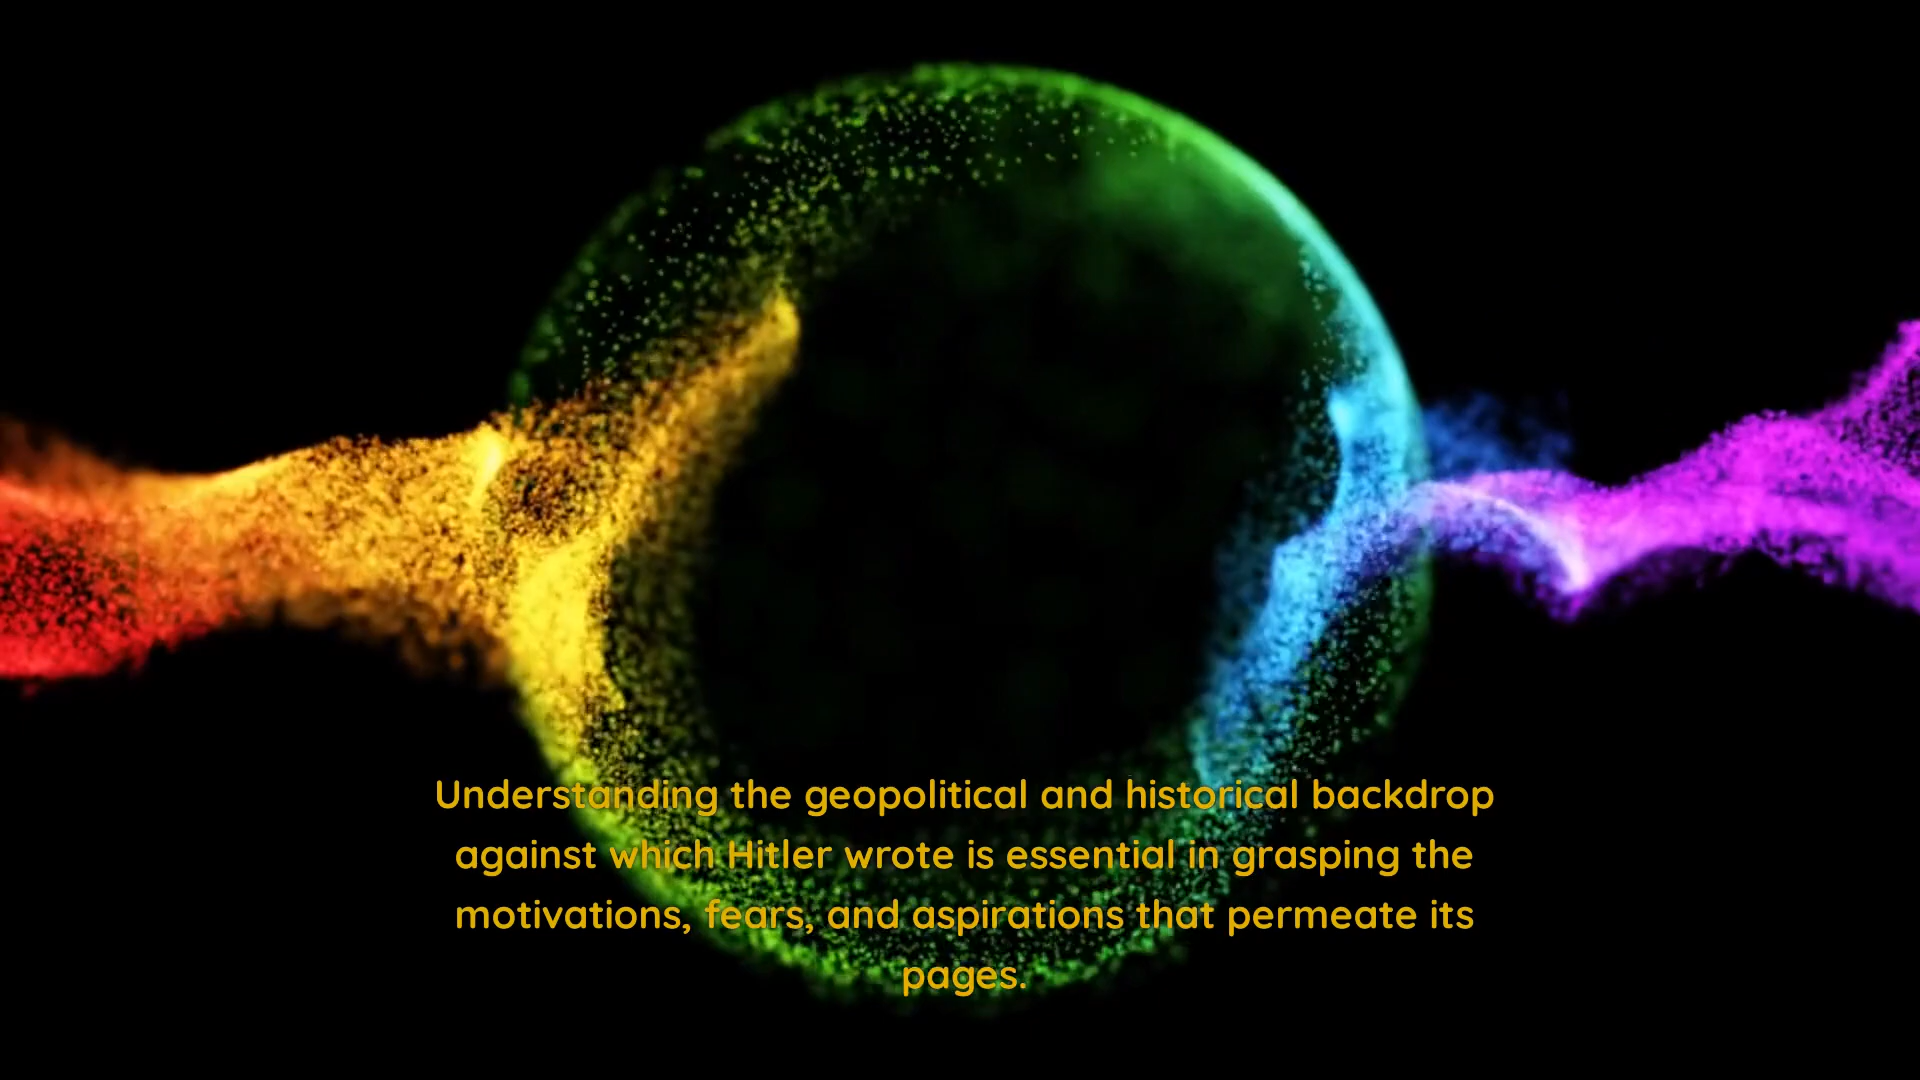 Understanding the geopolitical and historical backdrop
against which Hitler wrote is essential in grasping the
motivations, fears, and aspirations that permeate its
pages.